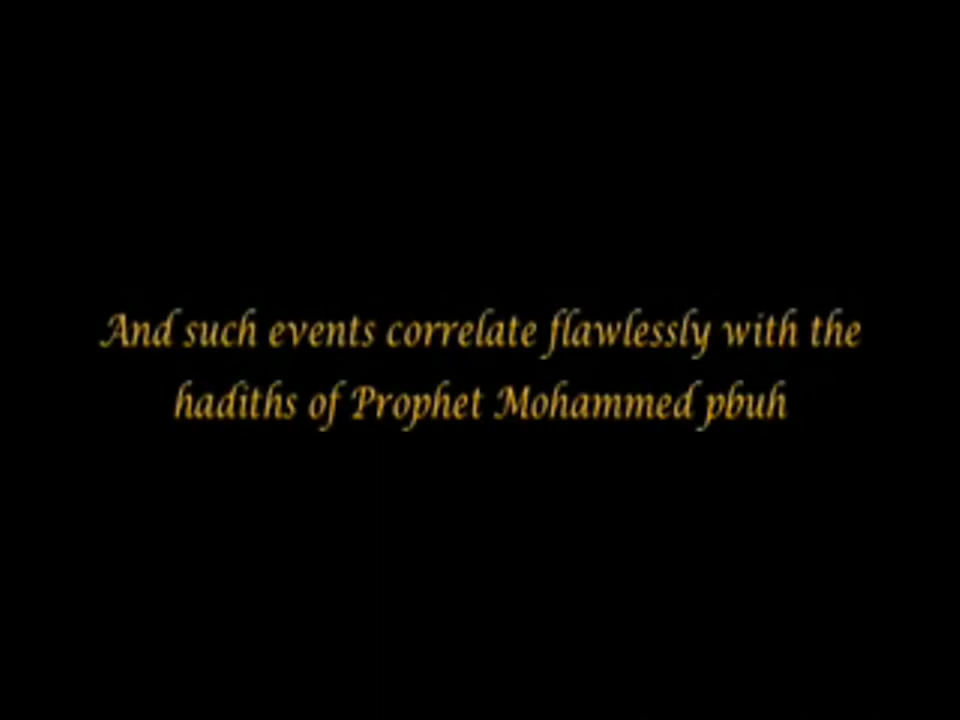 And such events correlate flawlessly with the
hadiths of Prophet Mohammed pbuh